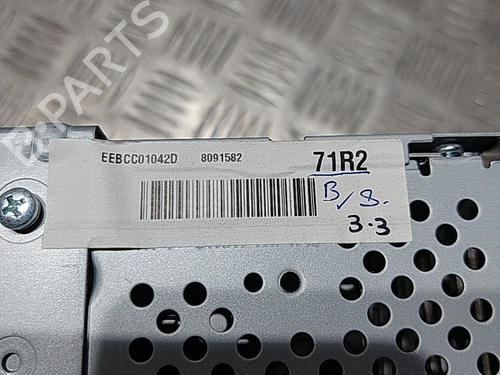 B-PARTS
EEBCC01042D 8091582 71R2
B/S.
3.3